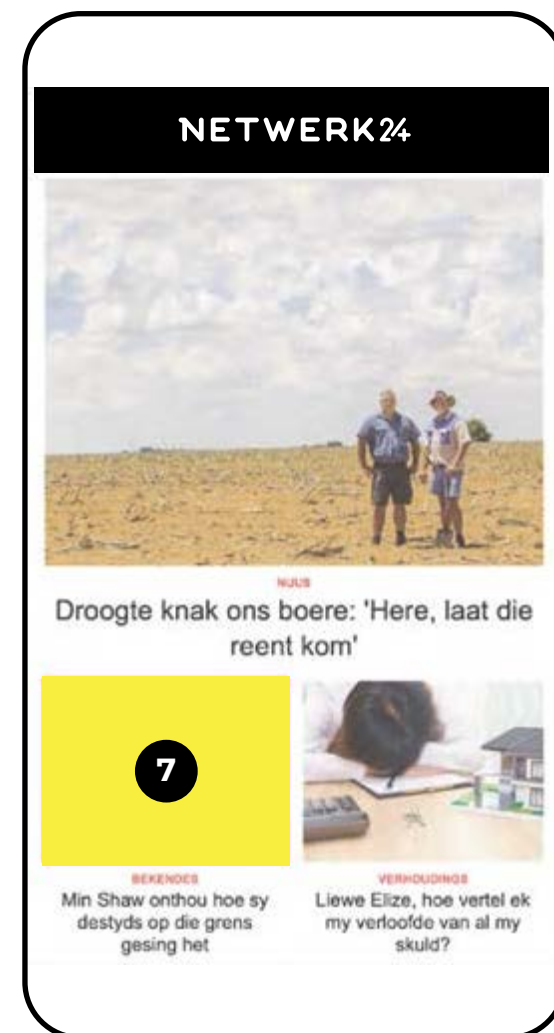 NETWERK24
NUUS
Droogte knak ons boere: 'Here, laat die
reent kom'
7
BEKENDES
Min Shaw onthou hoe sy
destyds op die grens
gesing het
VERHOUDINGS
Liewe Elize, hoe vertel ek
my verloofde van al my
skuld?